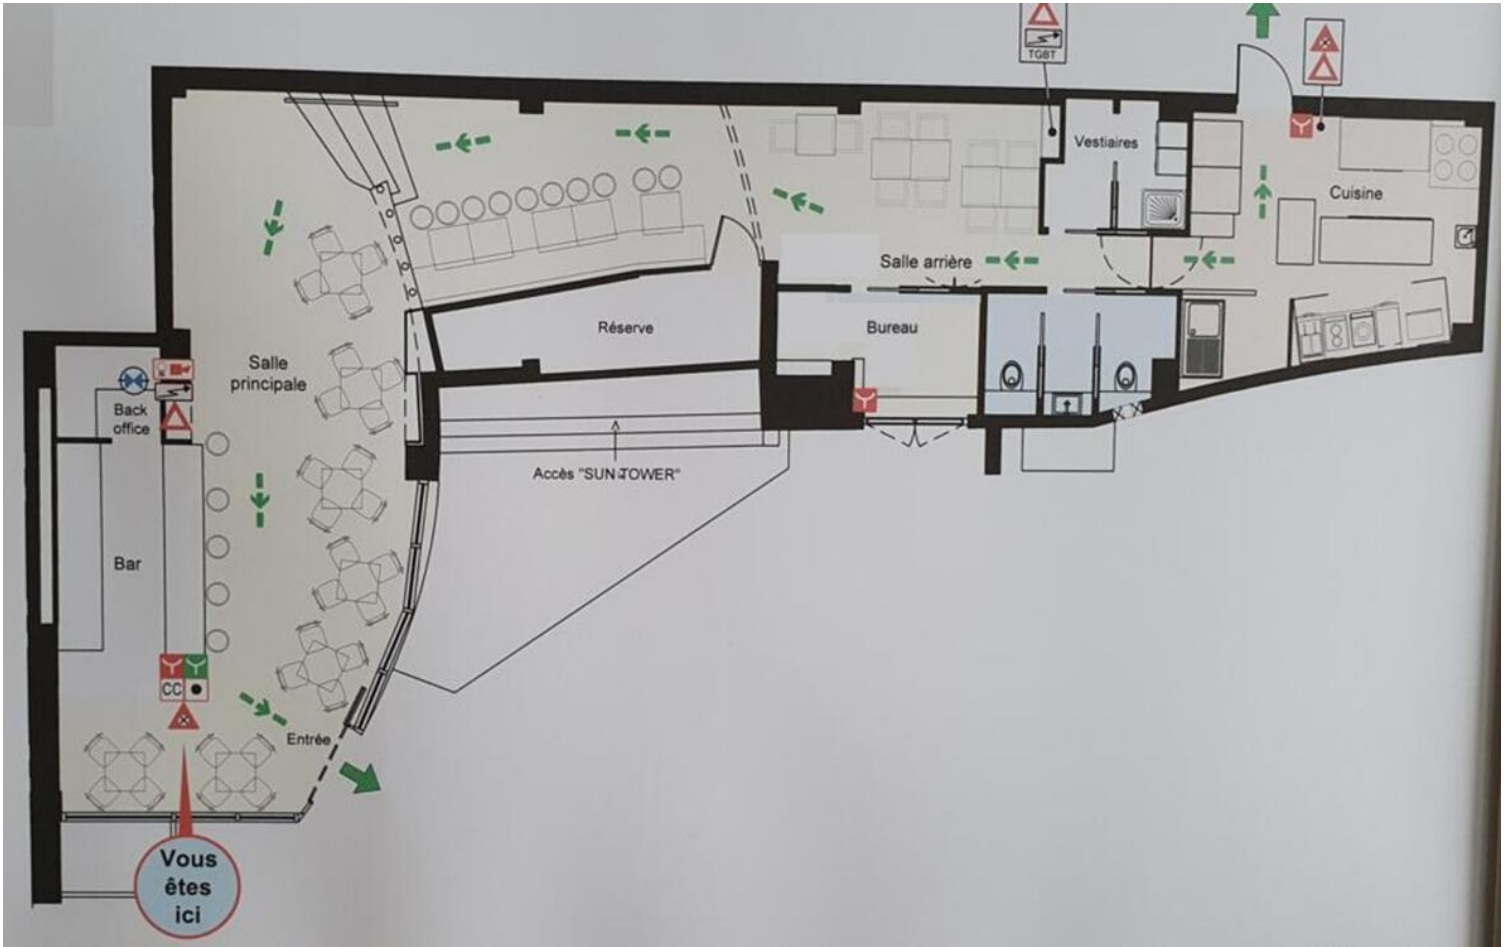 TGBT
Vestiaires
Cuisine
Salle arrière
Réserve
Bureau
Salle
principale
Back
office
Accès "SUN TOWER"
Bar
CC
Entrée
Vous
êtes
ici